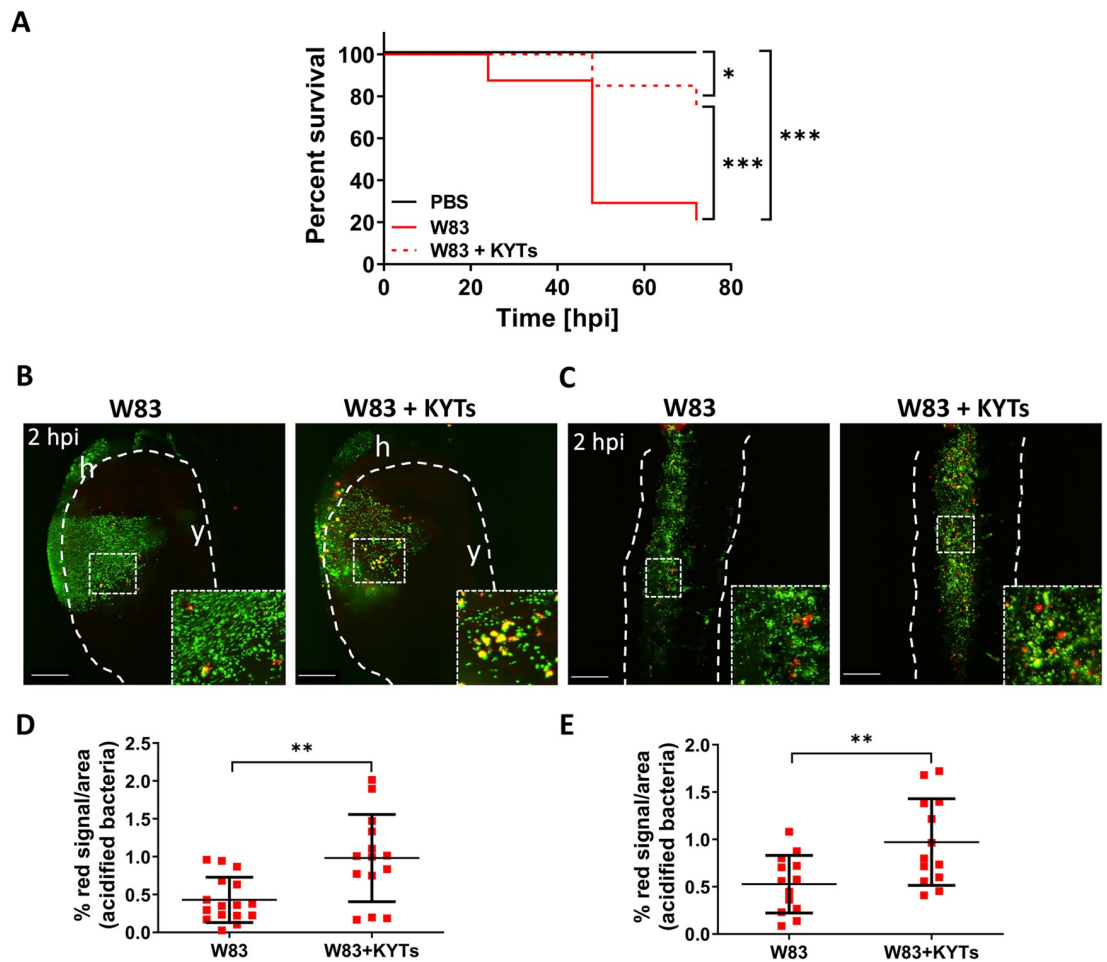 A
Percent survival
100
80
60
40
20
0
PBS
W83
W83 + KYTs
0 20 40 60 80
Time [hpi]
*
***
***
B
W83
W83 + KYTs
2 hpi
h
h
y
C
W83
W83 + KYTs
2 hpi
D
% red signal/area
(acidified bacteria)
2.5
2.0
1.5
1.0
0.5
0.0
**
W83
W83+KYTs
E
% red signal/area
(acidified bacteria)
2.0
1.5
1.0
0.5
0.0
**
W83
W83+KYTs